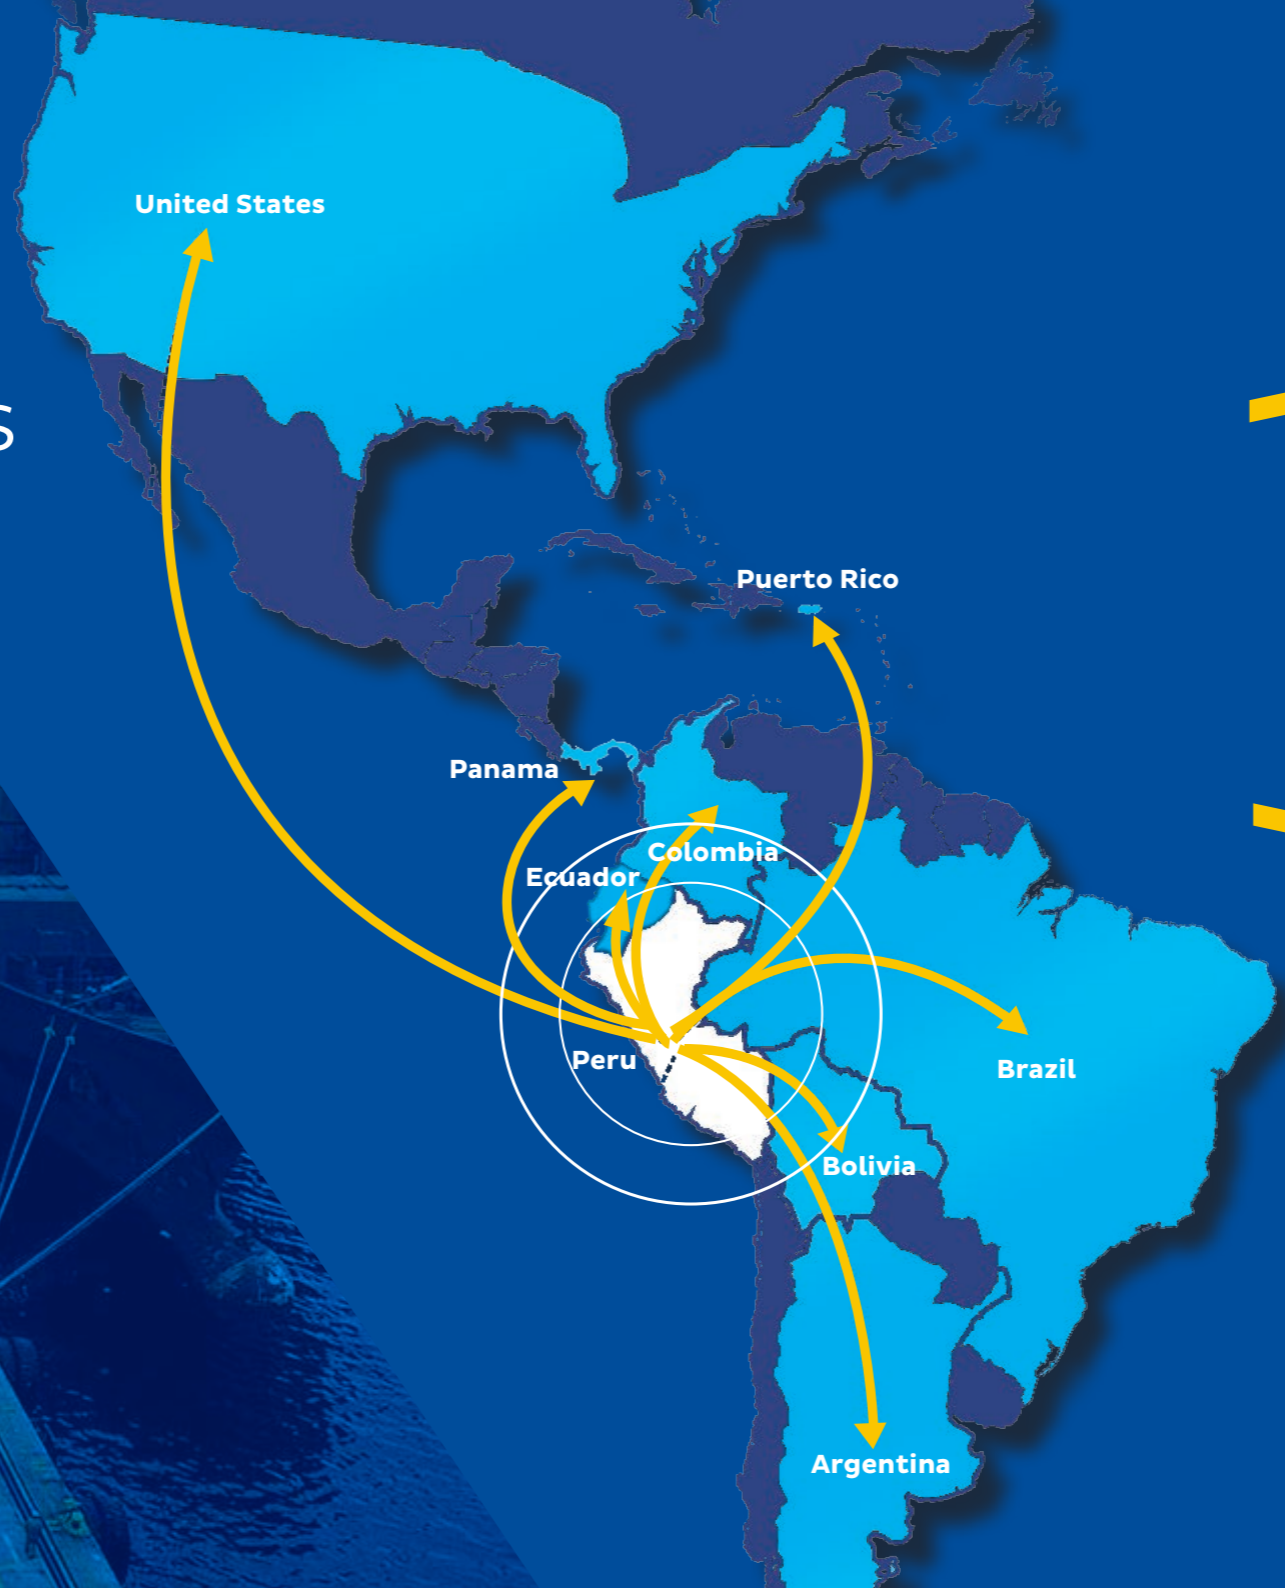 United States
s
Puerto Rico
Panama
Colombia
Ecuador
Peru
Brazil
Bolivia
Argentina